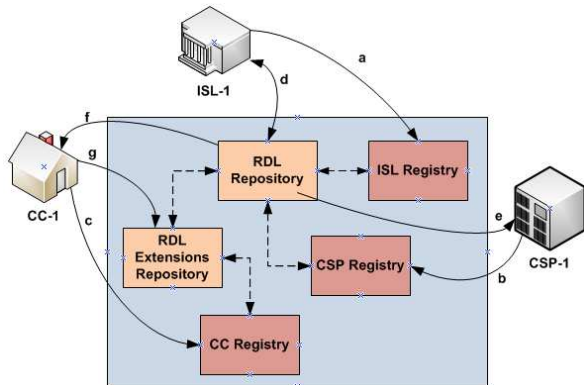 a
ISL-1
d
f
RDL
Repository
ISL Registry
g
CC-1
c
e
RDL
Extensions
Repository
CSP Registry
b
CSP-1
CC Registry